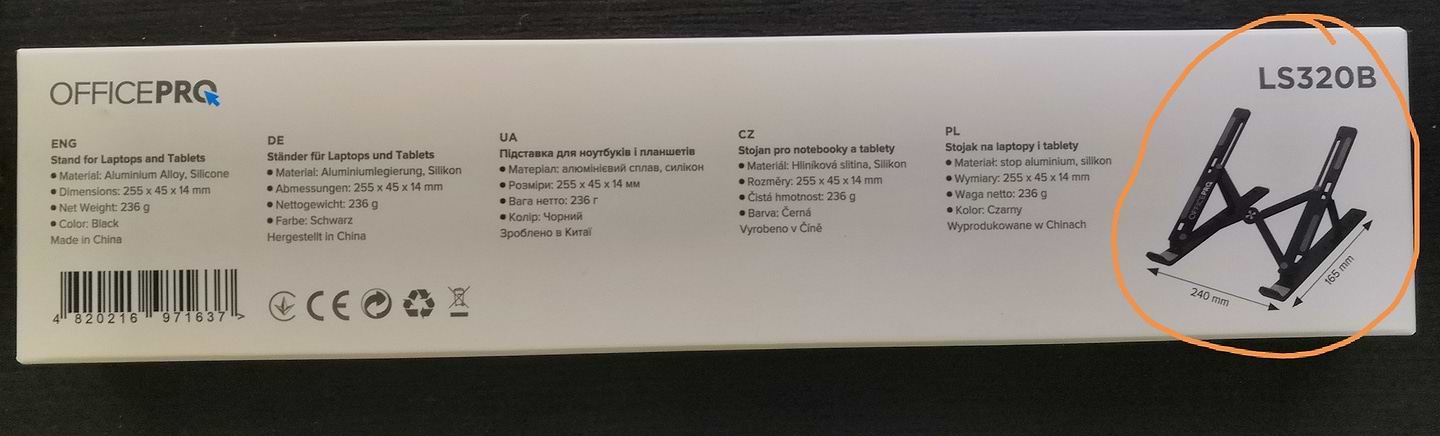 OFFICEPRO
ENG
Stand for Laptops and Tablets
• Material: Aluminium Alloy, Silicone
• Dimensions: 255 x 45 x 14 mm
• Net Weight: 236 g
• Color: Black
Made in China
DE
Ständer für Laptops und Tablets
• Material: Aluminiumlegierung, Silikon
• Abmessungen: 255 x 45 x 14 mm
• Nettogewicht: 236 g
• Farbe: Schwarz
Hergestellt in China
UA
Підставка для ноутбуків і планшетів
• Матеріал: алюмінієвий сплав, силікон
• Розміри: 255 x 45 x 14 мм
• Вага нетто: 236 г
• Колір: Чорний
Зроблено в Китаї
CZ
Stojan pro notebooky a tablety
• Materiál: Hliníková slitina, Silikon
• Rozměry: 255 x 45 x 14 mm
• Čistá hmotnost: 236 g
• Barva: Černá
Vyrobeno v Číně
PL
Stojak na laptopy i tablety
• Materiał: stop aluminium, silikon
• Wymiary: 255 x 45 x 14 mm
• Waga netto: 236 g
• Kolor: Czarny
Wyprodukowane w Chinach
LS320B
OFFICEPRO
240 mm
165 mm
4 820216 971637 >
CE